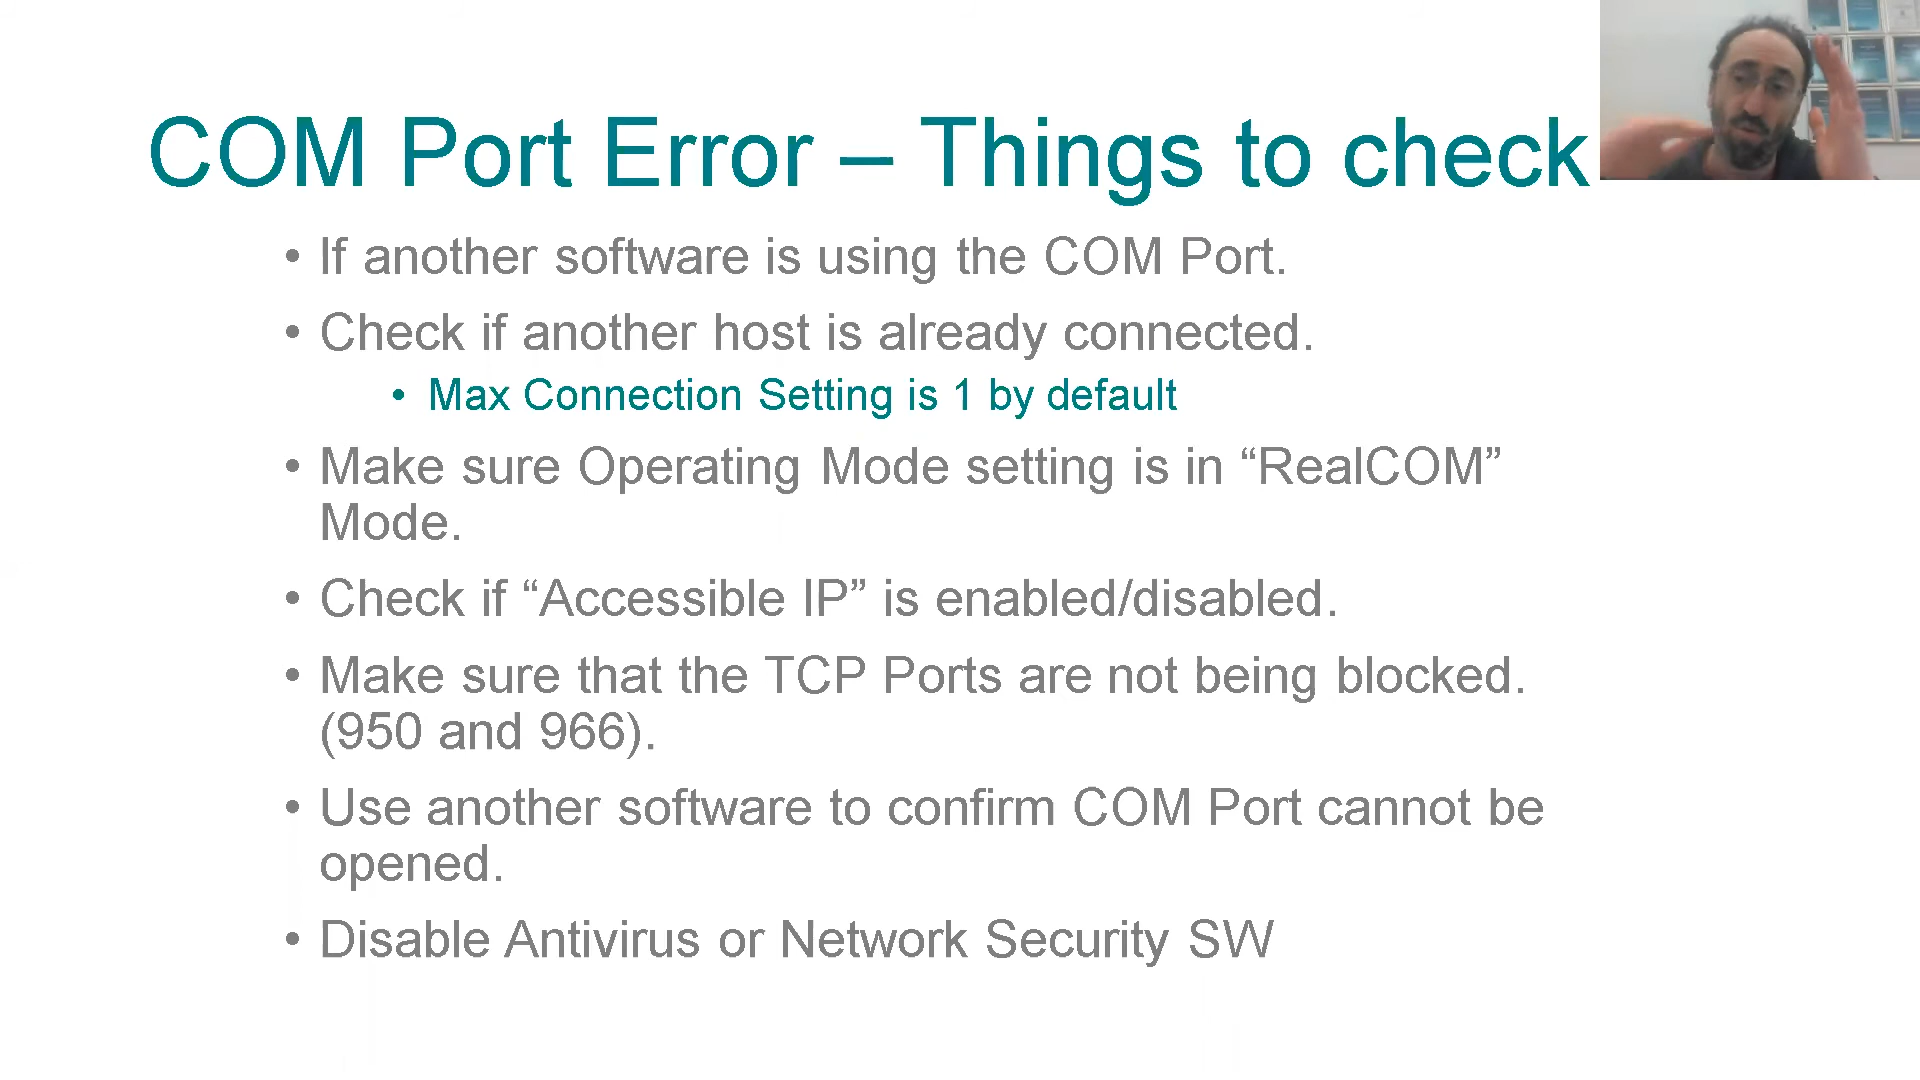 COM Port Error – Things to check
• If another software is using the COM Port.
• Check if another host is already connected.
• Max Connection Setting is 1 by default
• Make sure Operating Mode setting is in “RealCOM”
Mode.
• Check if “Accessible IP” is enabled/disabled.
• Make sure that the TCP Ports are not being blocked.
(950 and 966).
• Use another software to confirm COM Port cannot be
opened.
• Disable Antivirus or Network Security SW